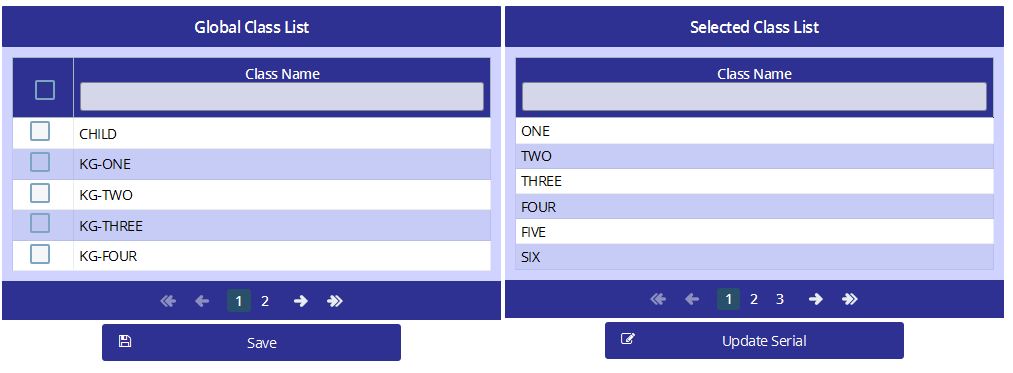 Global Class List
Class Name
CHILD
KG-ONE
KG-TWO
KG-THREE
KG-FOUR
1 2
Save
Selected Class List
Class Name
ONE
TWO
THREE
FOUR
FIVE
SIX
1 2 3
Update Serial